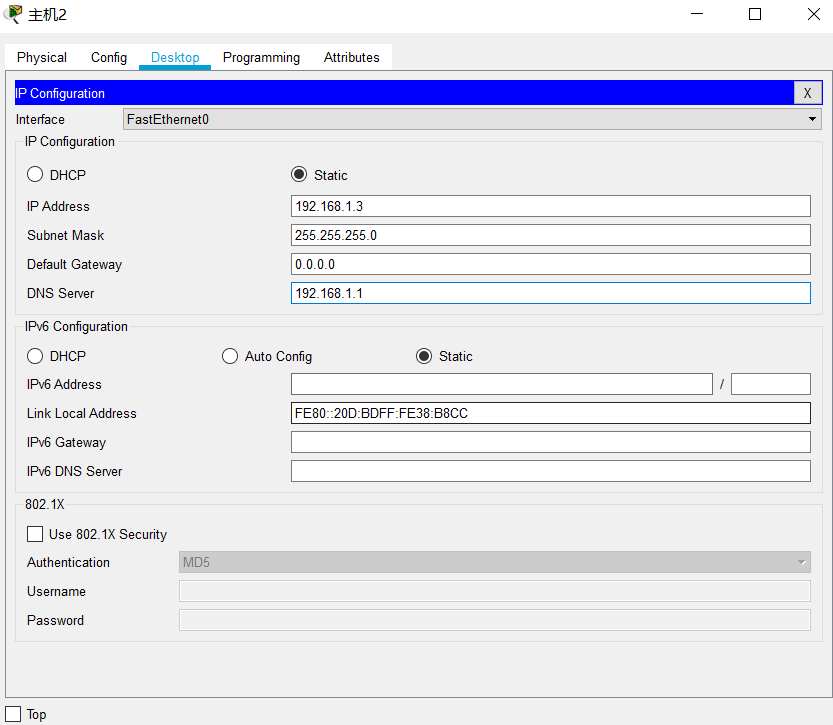 主机2
Physical Config Desktop Programming Attributes
IP Configuration X
Interface FastEthernet0
IP Configuration
DHCP Static
IP Address 192.168.1.3
Subnet Mask 255.255.255.0
Default Gateway 0.0.0.0
DNS Server 192.168.1.1
IPv6 Configuration
DHCP Auto Config Static
IPv6 Address /
Link Local Address FE80::20D:BDFF:FE38:B8CC
IPv6 Gateway
IPv6 DNS Server
802.1X
Use 802.1X Security
Authentication MD5
Username
Password
Top